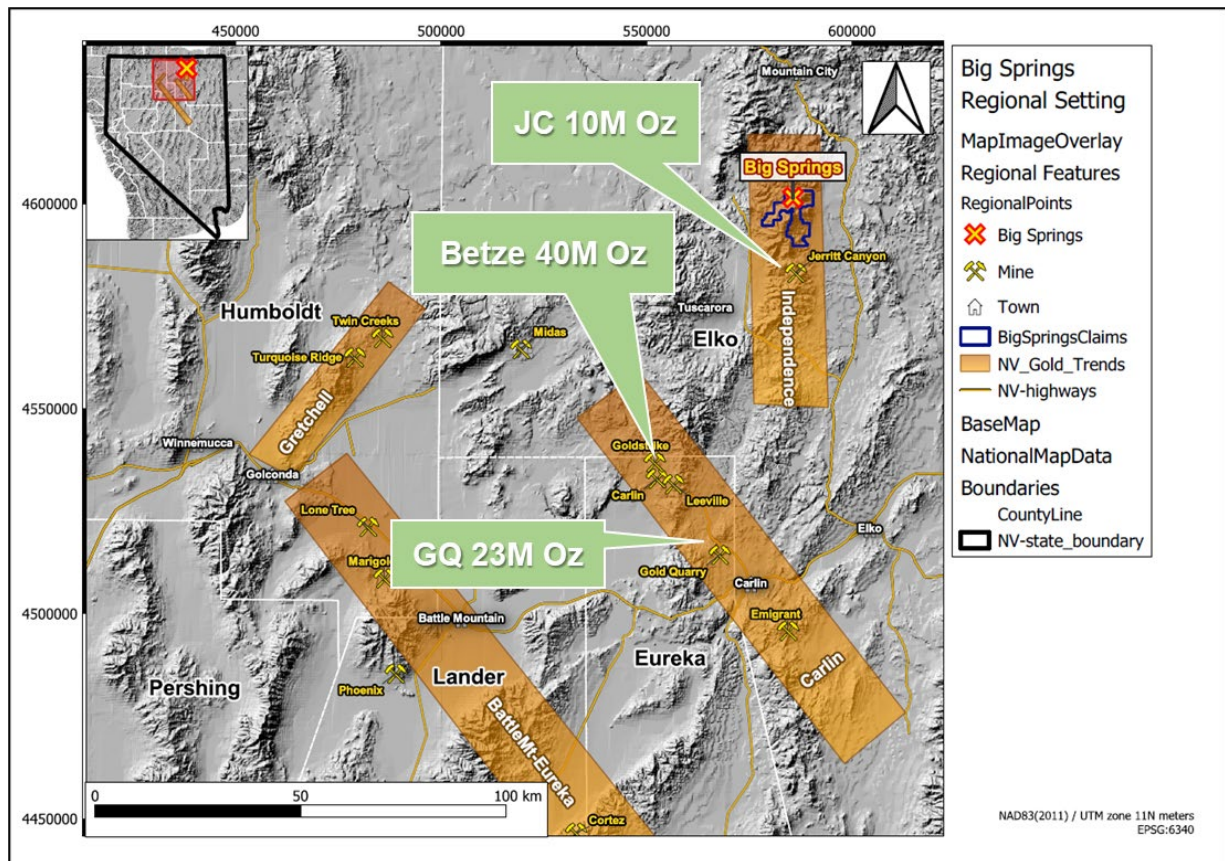 450000
500000
550000
600000
4600000
4550000
4500000
4450000
Mountain City
JC 10M Oz
Big Springs
Betze 40M Oz
Jerritt Canyon
Independence
Tuscarora
Humboldt
Twin Creeks
Turquoise Ridge
Getchell
Midas
Elko
Winnemucca
Golconda
Goldstrike
Carlin
Leeville
Lone Tree
Elko
GQ 23M Oz
Marigold
Gold Quarry
Carlin
Battle Mountain
Emigrant
Eureka
Carlin
Lander
Pershing
Phoenix
BattleMt-Eureka
Cortez
0
50
100 km
Big Springs
Regional Setting
MapImageOverlay
Regional Features
RegionalPoints
Big Springs
Mine
Town
BigSpringsClaims
NV_Gold_Trends
NV-highways
BaseMap
NationalMapData
Boundaries
CountyLine
NV-state_boundary
NAD83(2011) / UTM zone 11N meters
EPSG:6340